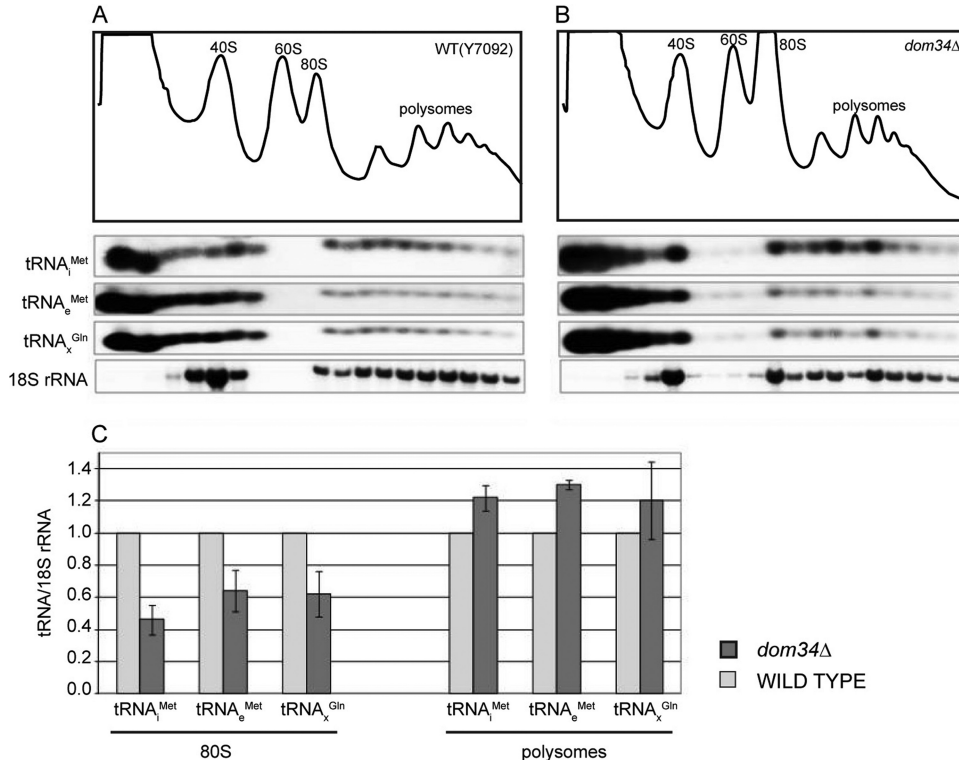 A
40S
60S
80S
WT(Y7092)
polysomes
B
40S
60S
80S
dom34Δ
polysomes
tRNAᵢᴹᵉᵗ
tRNAₑᴹᵉᵗ
tRNAₓᴳˡⁿ
18S rRNA
C
tRNA/18S rRNA
1.4
1.2
1.0
0.8
0.6
0.4
0.2
0.0
tRNAᵢᴹᵉᵗ tRNAₑᴹᵉᵗ tRNAₓᴳˡⁿ tRNAᵢᴹᵉᵗ tRNAₑᴹᵉᵗ tRNAₓᴳˡⁿ
80S polysomes
dom34Δ
WILD TYPE